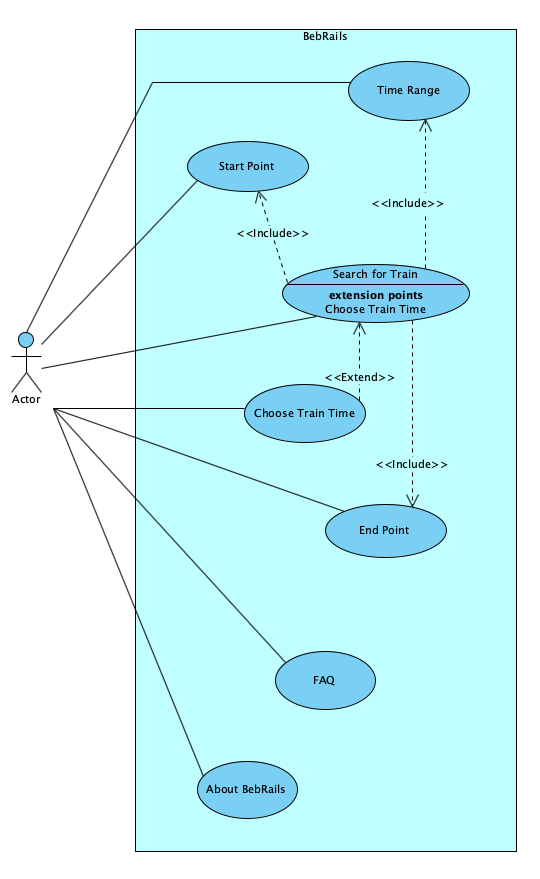 BebRails
Time Range
Start Point
<<Include>>
<<Include>>
Search for Train
extension points
Choose Train Time
Actor
<<Extend>>
Choose Train Time
<<Include>>
End Point
FAQ
About BebRails